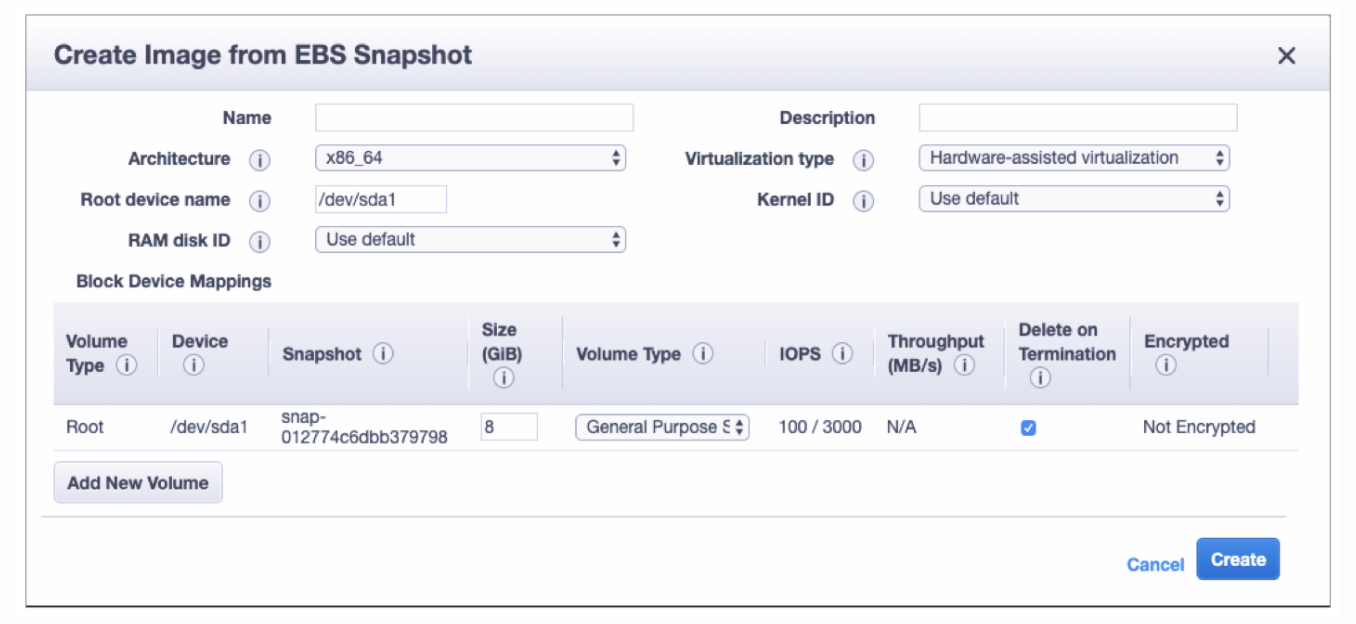 Create Image from EBS Snapshot
Name
Description
Architecture
x86_64
Virtualization type
Hardware-assisted virtualization
Root device name
/dev/sda1
Kernel ID
Use default
RAM disk ID
Use default
Block Device Mappings
Volume
Type
Device
Snapshot
Size
(GiB)
Volume Type
IOPS
Throughput
(MB/s)
Delete on
Termination
Encrypted
Root
/dev/sda1
snap-
012774c6dbb379798
8
General Purpose S
100 / 3000
N/A
Not Encrypted
Add New Volume
Cancel
Create